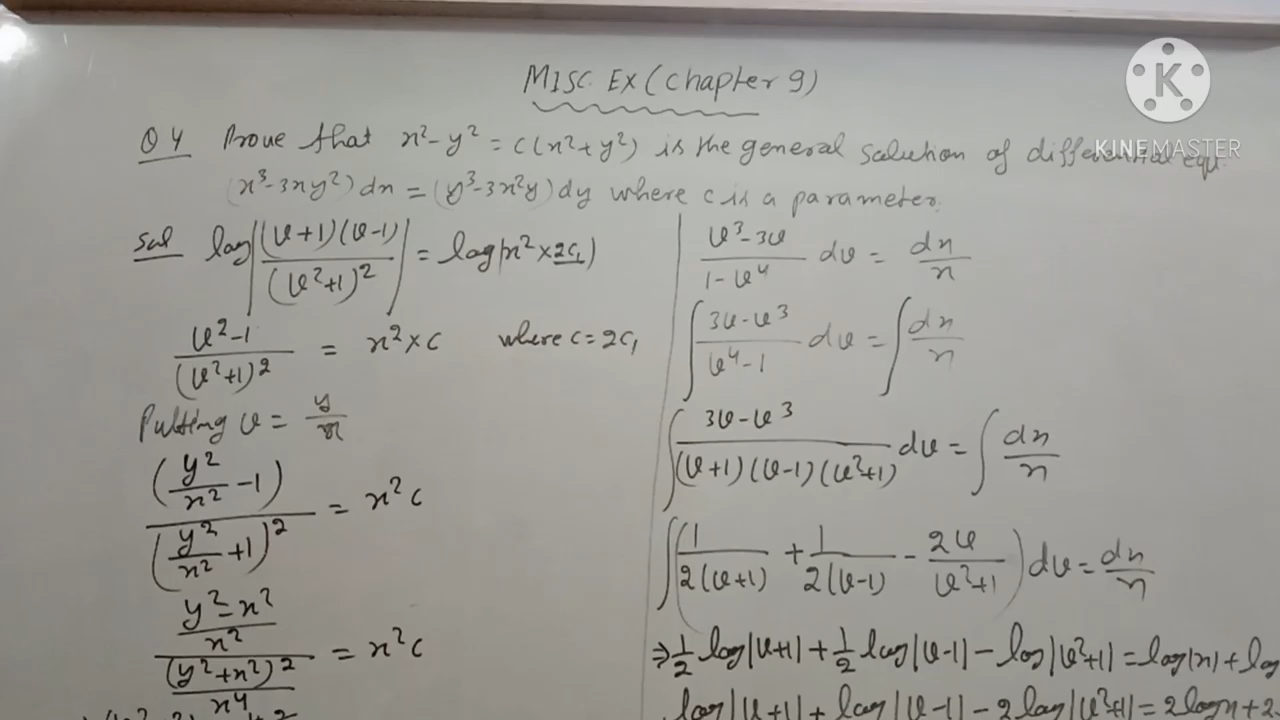 MISC. EX (Chapter 9)
K
KINEMASTER
Q 4 Prove that x² - y² = c(x² + y²) is the general solution of differential equ.
(x³ - 3xy²) dx = (y³ - 3x²y) dy where c is a parameter.
Sol log|(v+1)(v-1)/(v²+1)²| = log(x² × 2c₁)
(v²-1)/(v²+1)² = x² × c where c = 2c₁
Putting v = y/x
(y²/x² - 1)/(y²/x² + 1)² = x²c
((y² - x²)/x²)/((y² + x²)²/x⁴) = x²c
(v³ - 3v)/(1 - v⁴) dv = dx/x
∫ (3v - v³)/(v⁴ - 1) dv = ∫ dx/x
∫ (3v - v³)/((v+1)(v-1)(v²+1)) dv = ∫ dx/x
∫ (1/2(v+1) + 1/2(v-1) - 2v/(v²+1)) dv = dx/x
⇒ 1/2 log|v+1| + 1/2 log|v-1| - log|v²+1| = log(x) + log
log|v+1| + log|v-1| - 2log|v²+1| = 2logx + 2